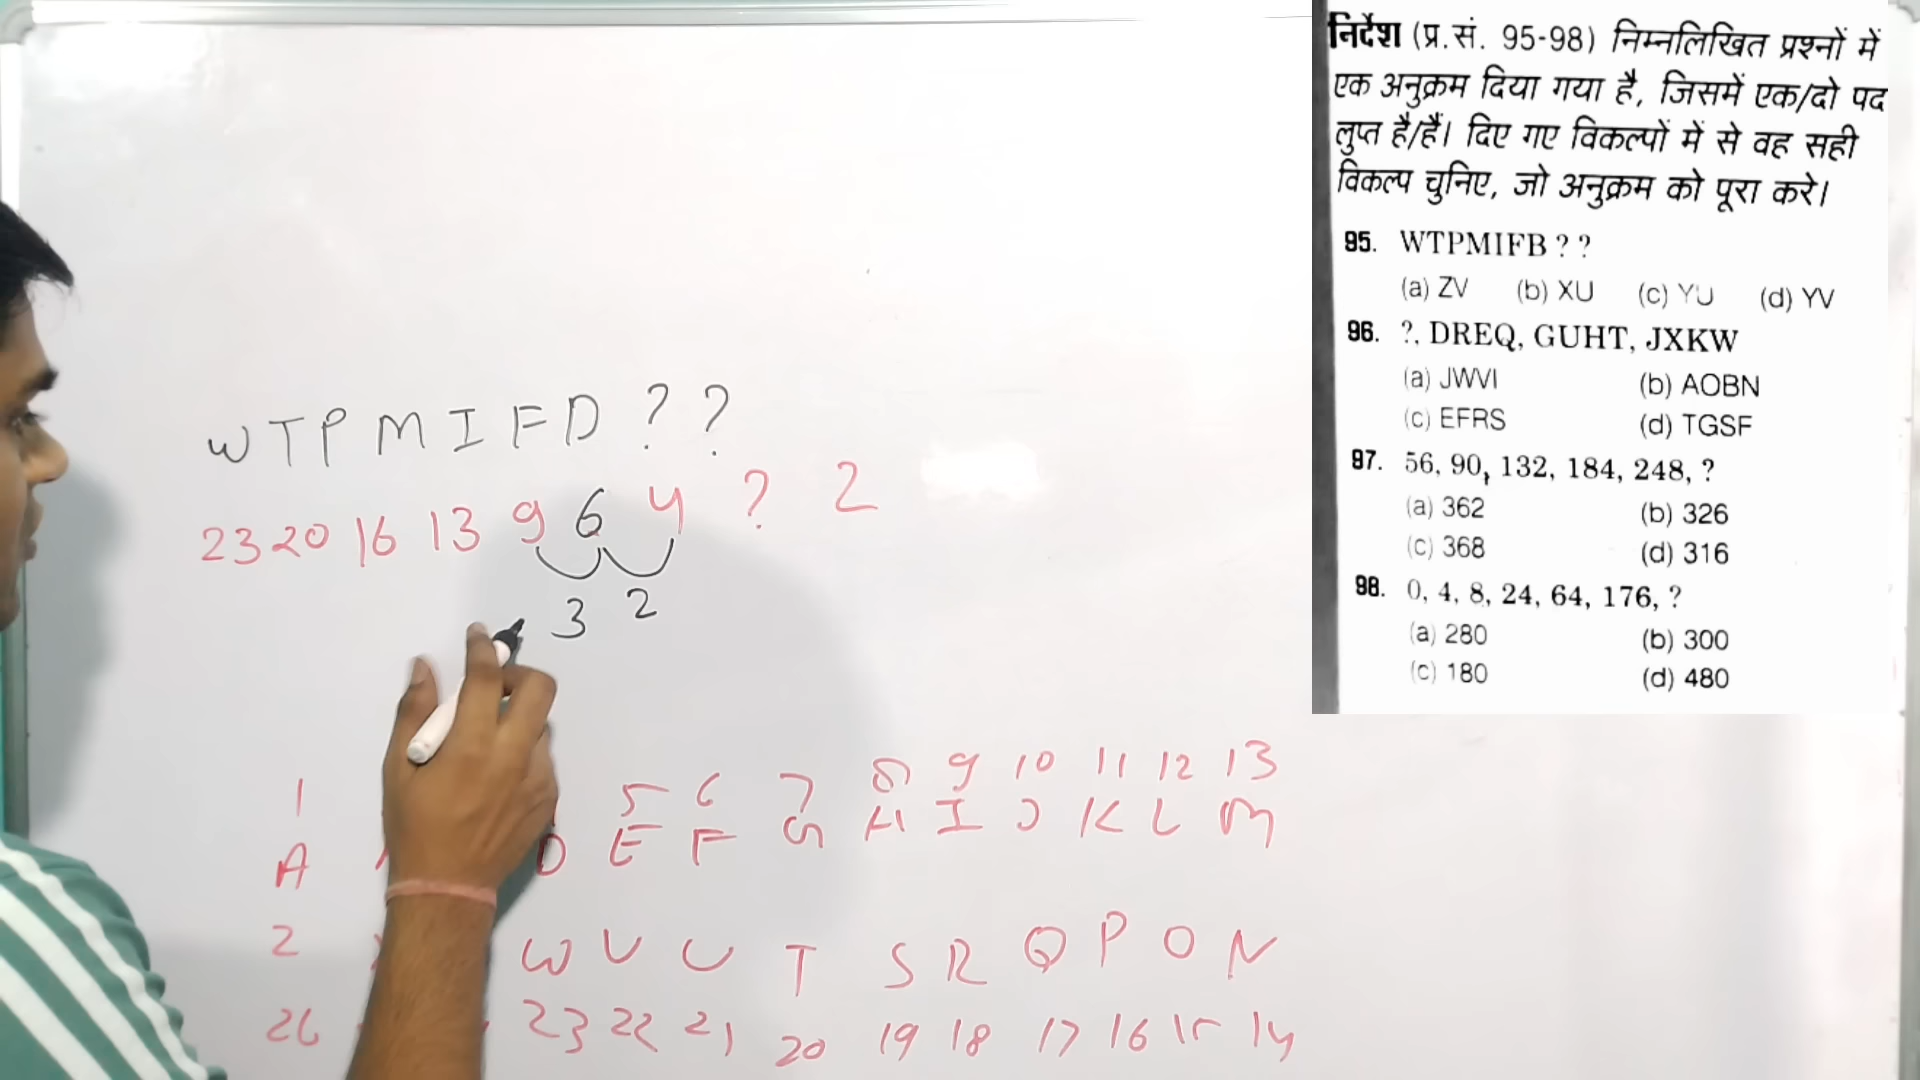 W T P M I F D ? ?
23 20 16 13 9 6 4 ? 2
3 2
1 5 6 7 8 9 10 11 12 13
A D E F G H I J K L M
2 W V U T S R Q P O N
26 23 22 21 20 19 18 17 16 15 14
निर्देश (प्र.सं. 95-98) निम्नलिखित प्रश्नों में
एक अनुक्रम दिया गया है, जिसमें एक/दो पद
लुप्त है/हैं। दिए गए विकल्पों में से वह सही
विकल्प चुनिए, जो अनुक्रम को पूरा करे।
95. WTPMIFB ? ?
(a) ZV (b) XU (c) YU (d) YV
96. ?, DREQ, GUHT, JXKW
(a) JWVI (b) AOBN
(c) EFRS (d) TGSF
97. 56, 90, 132, 184, 248, ?
(a) 362 (b) 326
(c) 368 (d) 316
98. 0, 4, 8, 24, 64, 176, ?
(a) 280 (b) 300
(c) 180 (d) 480